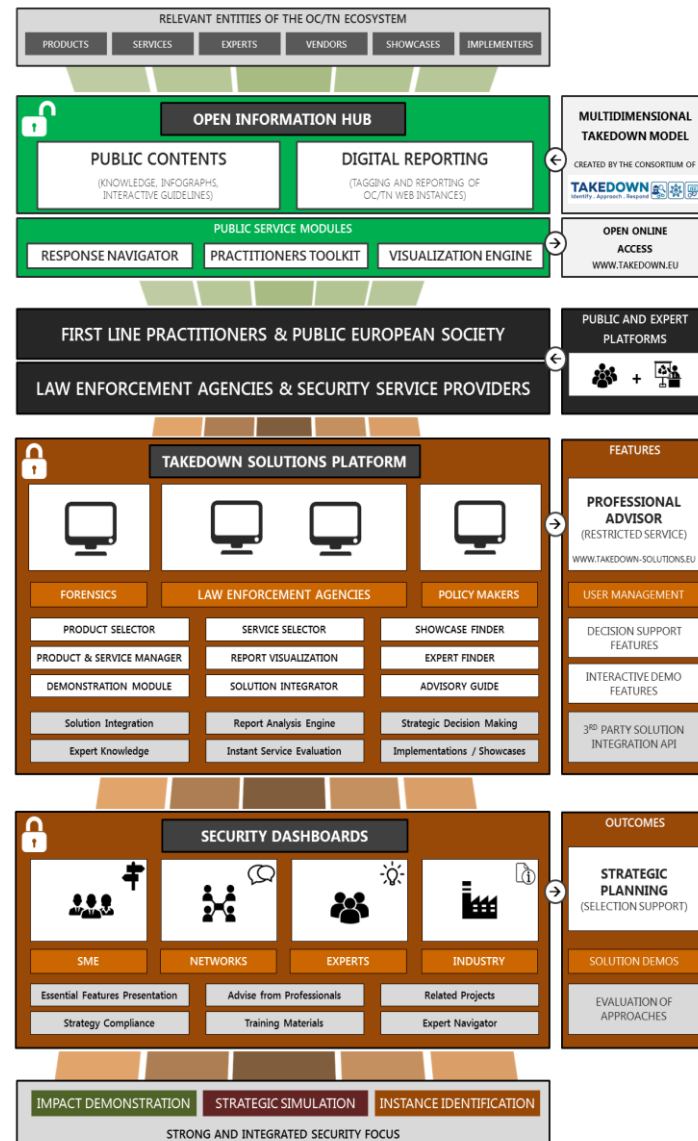 RELEVANT ENTITIES OF THE OC/TN ECOSYSTEM
PRODUCTS
SERVICES
EXPERTS
VENDORS
SHOWCASES
IMPLEMENTERS
OPEN INFORMATION HUB
PUBLIC CONTENTS
(KNOWLEDGE, INFOGRAPHS,
INTERACTIVE GUIDELINES)
DIGITAL REPORTING
(TAGGING AND REPORTING OF
OC/TN WEB INSTANCES)
MULTIDIMENSIONAL
TAKEDOWN MODEL
CREATED BY THE CONSORTIUM OF
TAKEDOWN
Identify . Approach . Respond
PUBLIC SERVICE MODULES
RESPONSE NAVIGATOR
PRACTITIONERS TOOLKIT
VISUALIZATION ENGINE
OPEN ONLINE
ACCESS
WWW.TAKEDOWN.EU
FIRST LINE PRACTITIONERS & PUBLIC EUROPEAN SOCIETY
LAW ENFORCEMENT AGENCIES & SECURITY SERVICE PROVIDERS
PUBLIC AND EXPERT
PLATFORMS
+
TAKEDOWN SOLUTIONS PLATFORM
FORENSICS
LAW ENFORCEMENT AGENCIES
POLICY MAKERS
PRODUCT SELECTOR
SERVICE SELECTOR
SHOWCASE FINDER
PRODUCT & SERVICE MANAGER
REPORT VISUALIZATION
EXPERT FINDER
DEMONSTRATION MODULE
SOLUTION INTEGRATOR
ADVISORY GUIDE
Solution Integration
Report Analysis Engine
Strategic Decision Making
Expert Knowledge
Instant Service Evaluation
Implementations / Showcases
FEATURES
PROFESSIONAL
ADVISOR
(RESTRICTED SERVICE)
WWW.TAKEDOWN-SOLUTIONS.EU
USER MANAGEMENT
DECISION SUPPORT
FEATURES
INTERACTIVE DEMO
FEATURES
3RD PARTY SOLUTION
INTEGRATION API
SECURITY DASHBOARDS
SME
NETWORKS
EXPERTS
INDUSTRY
Essential Features Presentation
Advise from Professionals
Related Projects
Strategy Compliance
Training Materials
Expert Navigator
OUTCOMES
STRATEGIC
PLANNING
(SELECTION SUPPORT)
SOLUTION DEMOS
EVALUATION OF
APPROACHES
IMPACT DEMONSTRATION
STRATEGIC SIMULATION
INSTANCE IDENTIFICATION
STRONG AND INTEGRATED SECURITY FOCUS